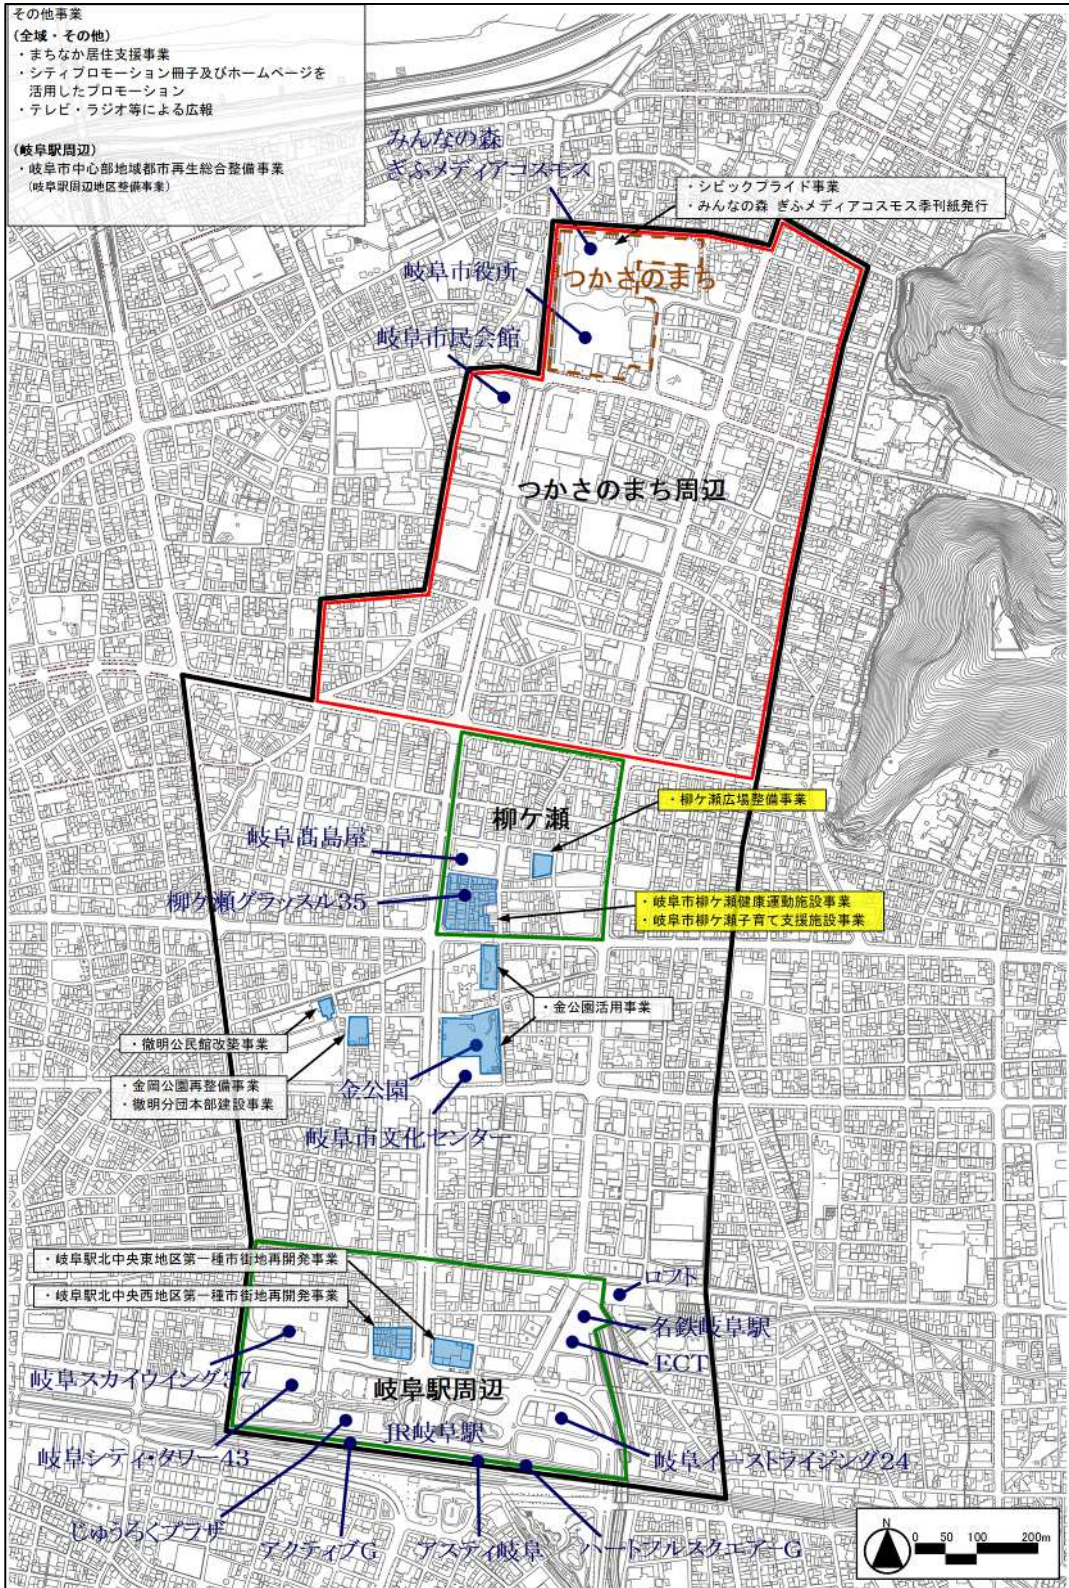 その他事業
(全域・その他)
・まちなか居住支援事業
・シティプロモーション冊子及びホームページを
活用したプロモーション
・テレビ・ラジオ等による広報
(岐阜駅周辺)
・岐阜市中心部地域都市再生総合整備事業
(岐阜駅周辺地区整備事業)
みんなの森
ぎふメディアコスモス
・シビックプライド事業
・みんなの森 ぎふメディアコスモス季刊紙発行
つかさのまち
岐阜市役所
岐阜市民会館
つかさのまち周辺
柳ケ瀬
・柳ケ瀬広場整備事業
岐阜髙島屋
柳ケ瀬グラッスル35
・岐阜市柳ケ瀬健康運動施設事業
・岐阜市柳ケ瀬子育て支援施設事業
・金公園活用事業
・徹明公民館改築事業
・金岡公園再整備事業
・徹明分団本部建設事業
金公園
岐阜市文化センター
・岐阜駅北中央東地区第一種市街地再開発事業
・岐阜駅北中央西地区第一種市街地再開発事業
ロフト
名鉄岐阜駅
ECT
岐阜スカイウイング37
岐阜駅周辺
JR岐阜駅
岐阜シティ・タワー43
岐阜イーストライジング24
じゅうろくプラザ
アクティブG
アスティ岐阜
ハートフルスクエアーG
N
0 50 100 200m